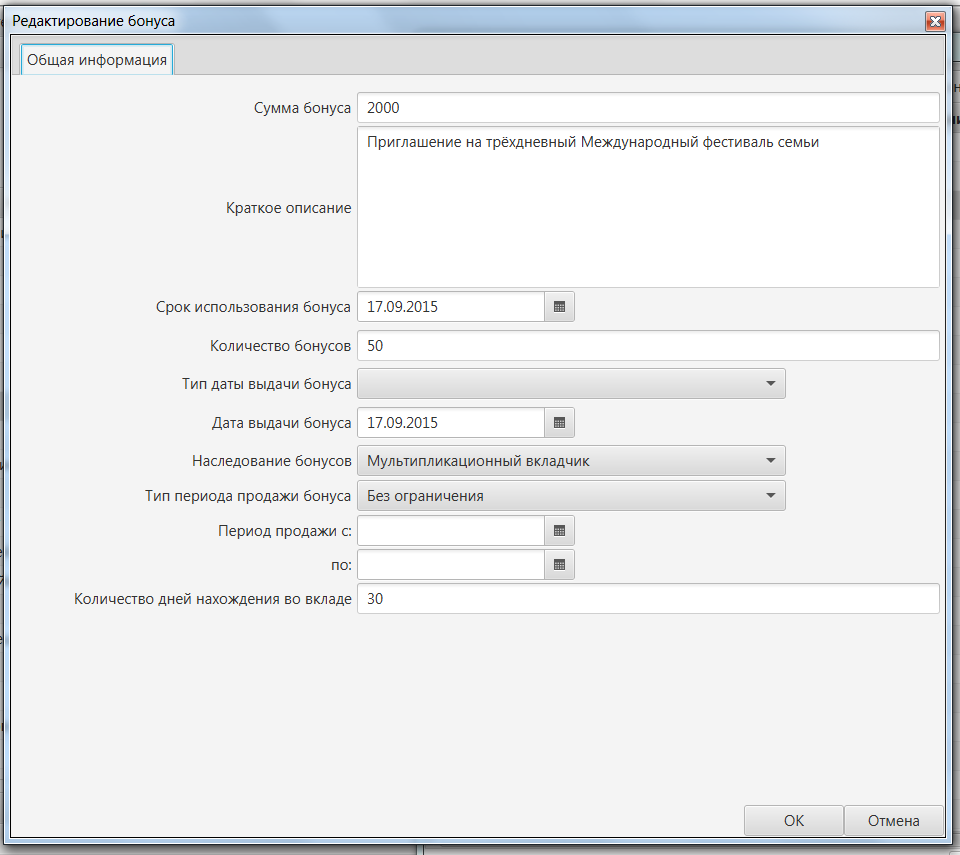 Редактирование бонуса
Общая информация
Сумма бонуса 2000
Приглашение на трёхдневный Международный фестиваль семьи
Краткое описание
Срок использования бонуса 17.09.2015
Количество бонусов 50
Тип даты выдачи бонуса
Дата выдачи бонуса 17.09.2015
Наследование бонусов Мультипликационный вкладчик
Тип периода продажи бонуса Без ограничения
Период продажи с:
по:
Количество дней нахождения во вкладе 30
OK Отмена